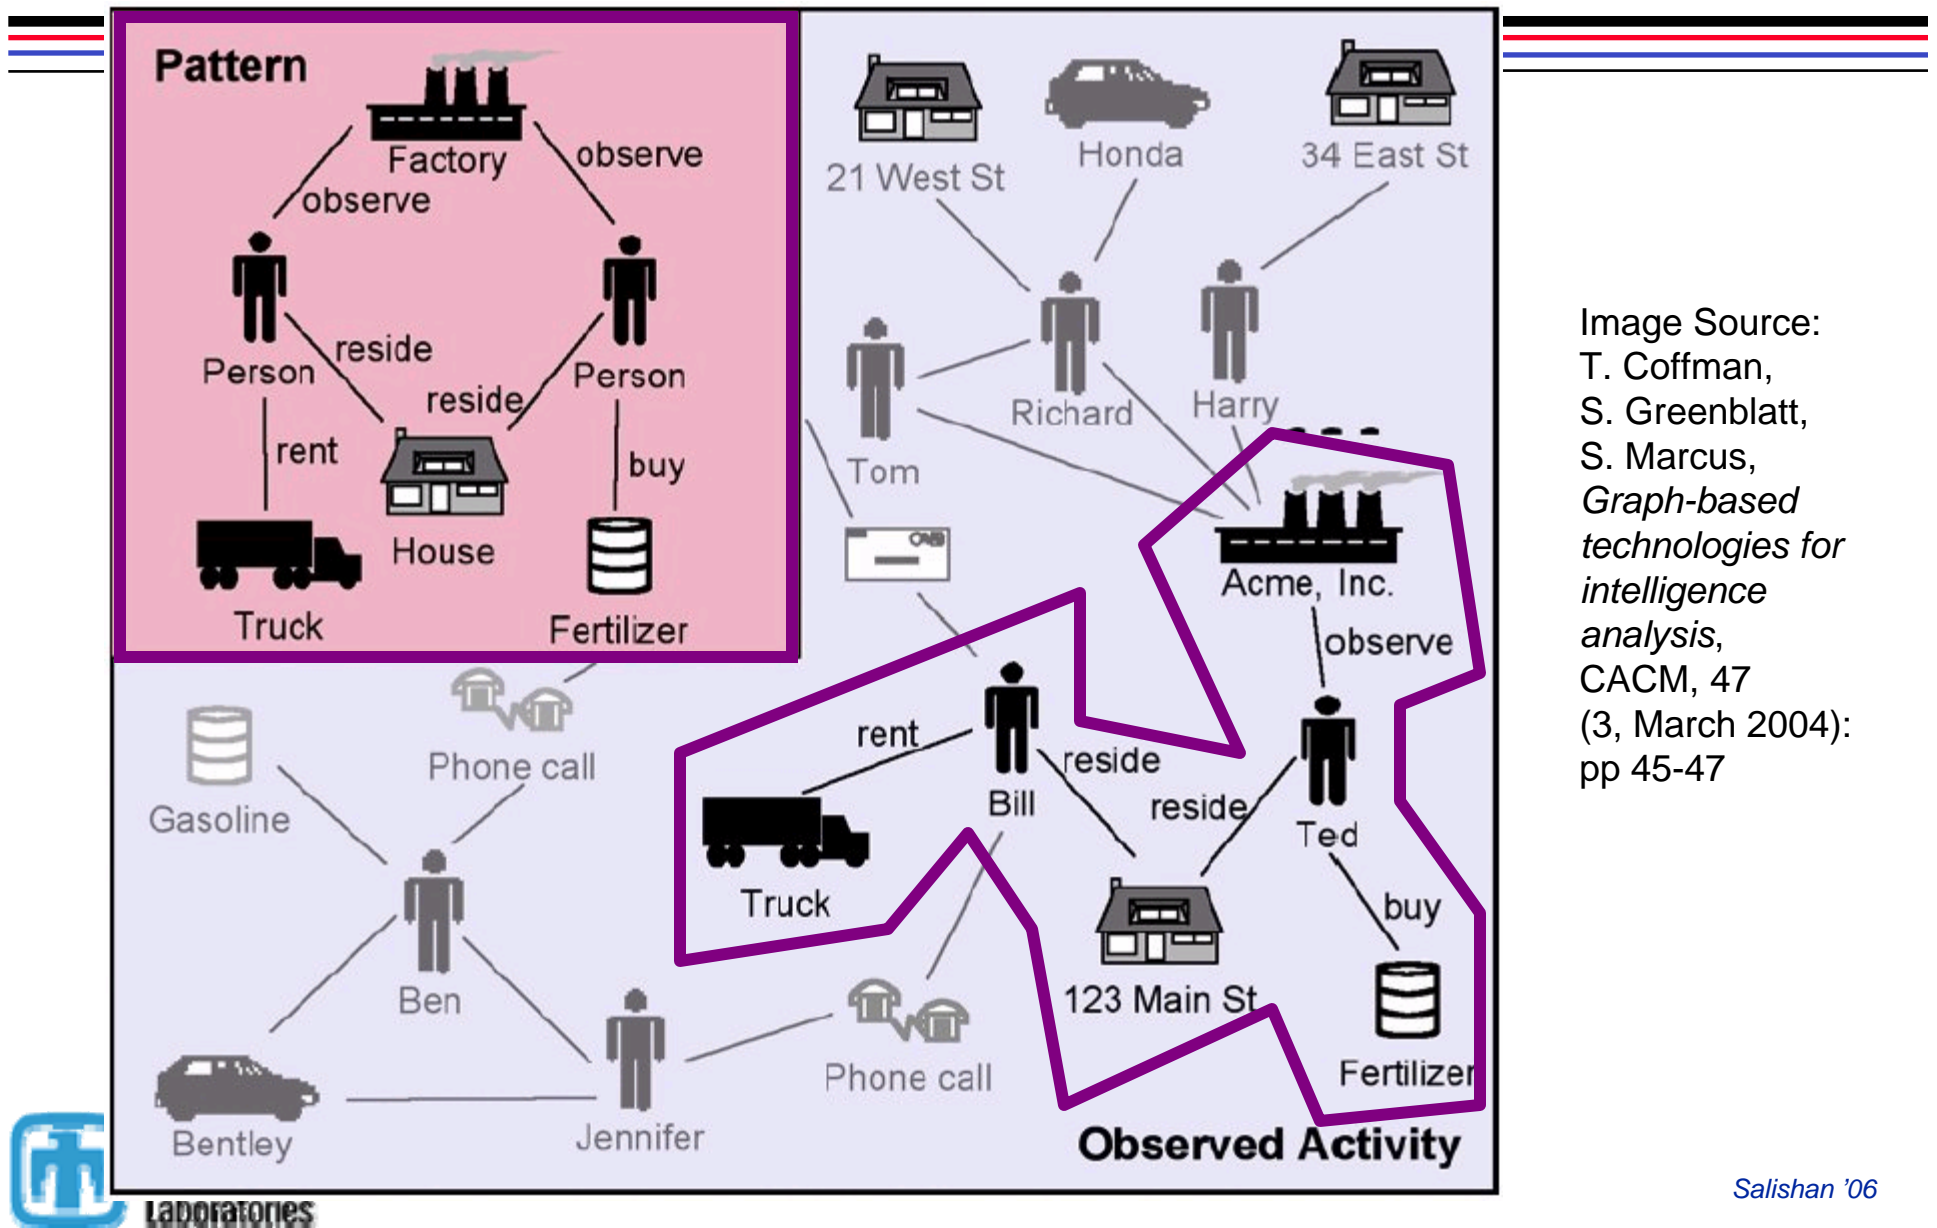 Pattern
Factory
observe
observe
Person
Person
reside
reside
rent
buy
House
Truck
Fertilizer
21 West St
Honda
34 East St
Richard
Harry
Tom
Acme, Inc.
observe
rent
Bill
reside
reside
Ted
Truck
buy
123 Main St
Fertilizer
Phone call
Gasoline
Ben
Phone call
Bentley
Jennifer
Observed Activity
Image Source:
T. Coffman,
S. Greenblatt,
S. Marcus,
Graph-based
technologies for
intelligence
analysis,
CACM, 47
(3, March 2004):
pp 45-47
Laboratories
Salishan ’06